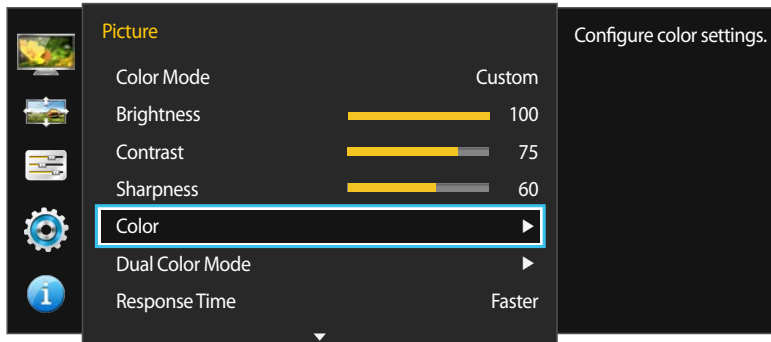 Picture
Configure color settings.
Color Mode Custom
Brightness 100
Contrast 75
Sharpness 60
Color
Dual Color Mode
Response Time Faster